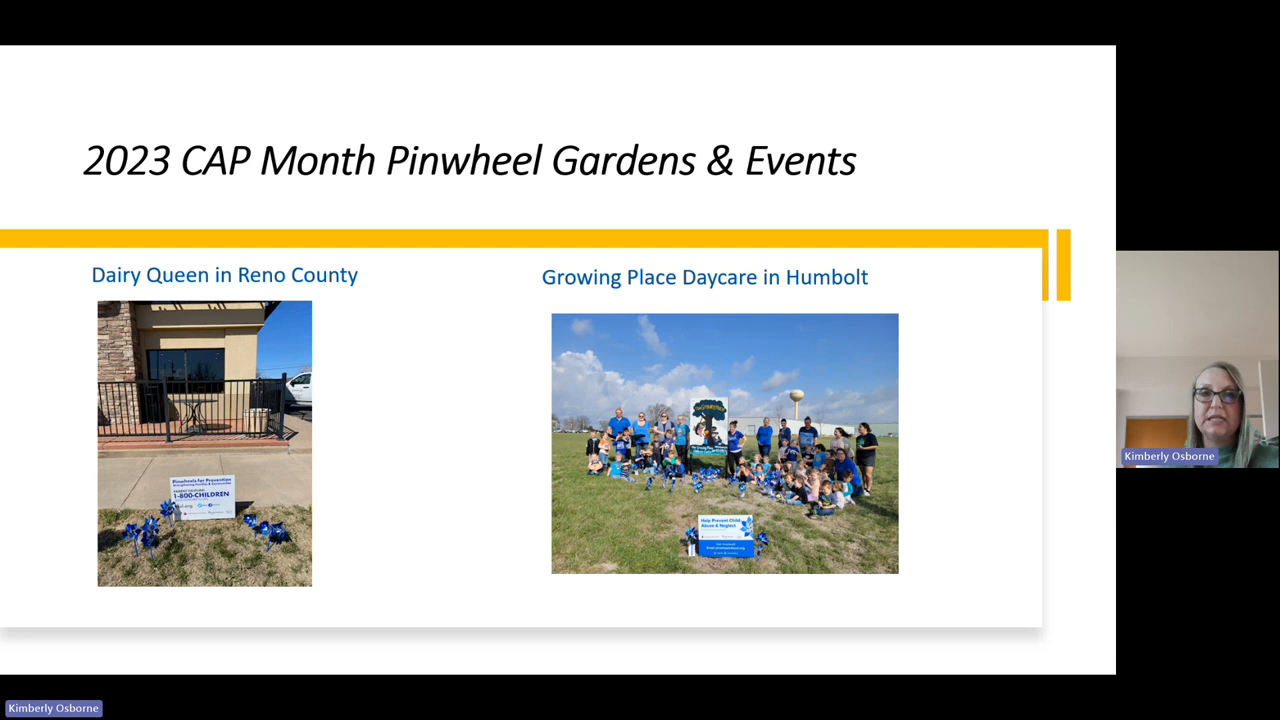 2023 CAP Month Pinwheel Gardens & Events
Dairy Queen in Reno County
Growing Place Daycare in Humbolt
Pinwheels for Prevention
1-800-CHILDREN
Help Prevent Child
Abuse & Neglect
Kimberly Osborne
Kimberly Osborne